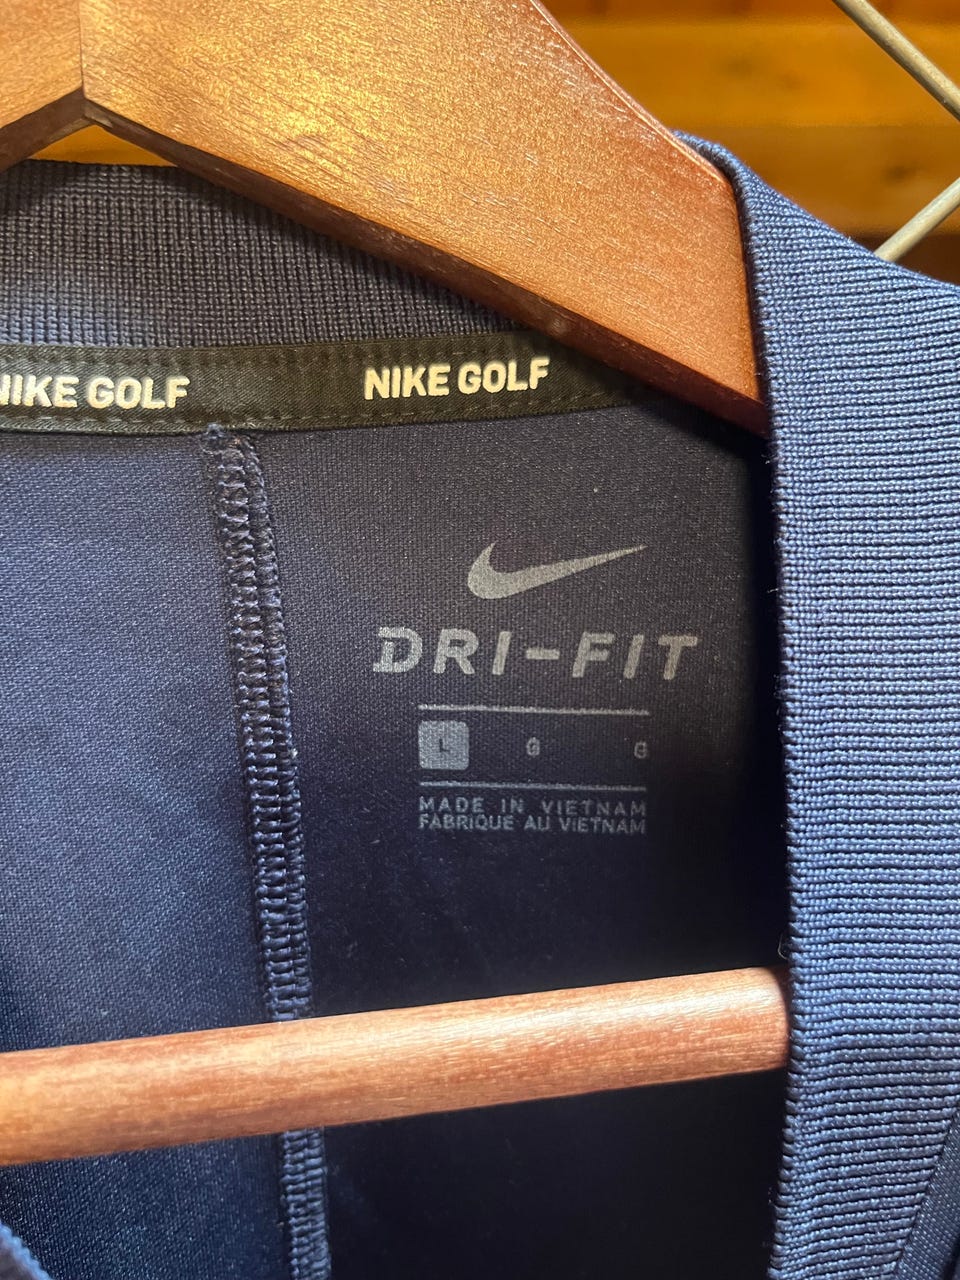 NIKE GOLF NIKE GOLF
DRI-FIT
L G G
MADE IN VIETNAM
FABRIQUE AU VIETNAM